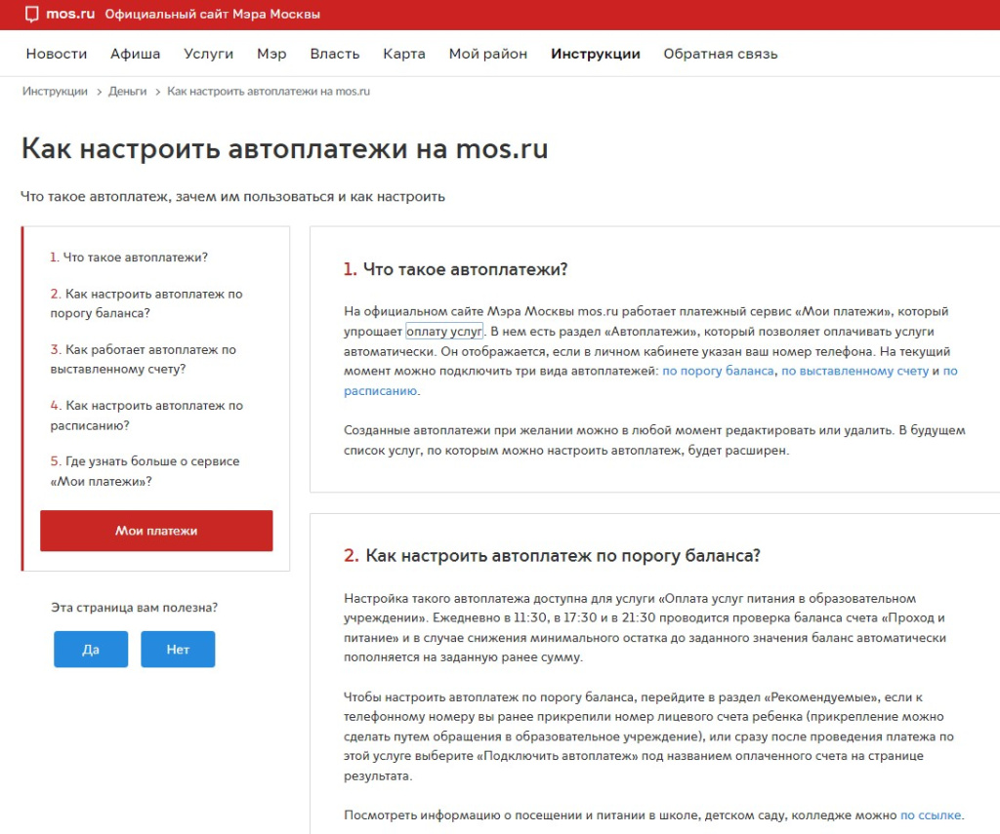 mos.ru Официальный сайт Мэра Москвы
Новости Афиша Услуги Мэр Власть Карта Мой район Инструкции Обратная связь
Инструкции > Деньги > Как настроить автоплатежи на mos.ru
Как настроить автоплатежи на mos.ru
Что такое автоплатеж, зачем им пользоваться и как настроить
1. Что такое автоплатежи?
2. Как настроить автоплатеж по
порогу баланса?
3. Как работает автоплатеж по
выставленному счету?
4. Как настроить автоплатеж по
расписанию?
5. Где узнать больше о сервисе
«Мои платежи»?
Мои платежи
Эта страница вам полезна?
Да Нет
1. Что такое автоплатежи?
На официальном сайте Мэра Москвы mos.ru работает платежный сервис «Мои платежи», который
упрощает оплату услуг. В нем есть раздел «Автоплатежи», который позволяет оплачивать услуги
автоматически. Он отображается, если в личном кабинете указан ваш номер телефона. На текущий
момент можно подключить три вида автоплатежей: по порогу баланса, по выставленному счету и по
расписанию.
Созданные автоплатежи при желании можно в любой момент редактировать или удалить. В будущем
список услуг, по которым можно настроить автоплатеж, будет расширен.
2. Как настроить автоплатеж по порогу баланса?
Настройка такого автоплатежа доступна для услуги «Оплата услуг питания в образовательном
учреждении». Ежедневно в 11:30, в 17:30 и в 21:30 проводится проверка баланса счета «Проход и
питание» и в случае снижения минимального остатка до заданного значения баланс автоматически
пополняется на заданную ранее сумму.
Чтобы настроить автоплатеж по порогу баланса, перейдите в раздел «Рекомендуемые», если к
телефонному номеру вы ранее прикрепили номер лицевого счета ребенка (прикрепление можно
сделать путем обращения в образовательное учреждение), или сразу после проведения платежа по
этой услуге выберите «Подключить автоплатеж» под названием оплаченного счета на странице
результата.
Посмотреть информацию о посещении и питании в школе, детском саду, колледже можно по ссылке.